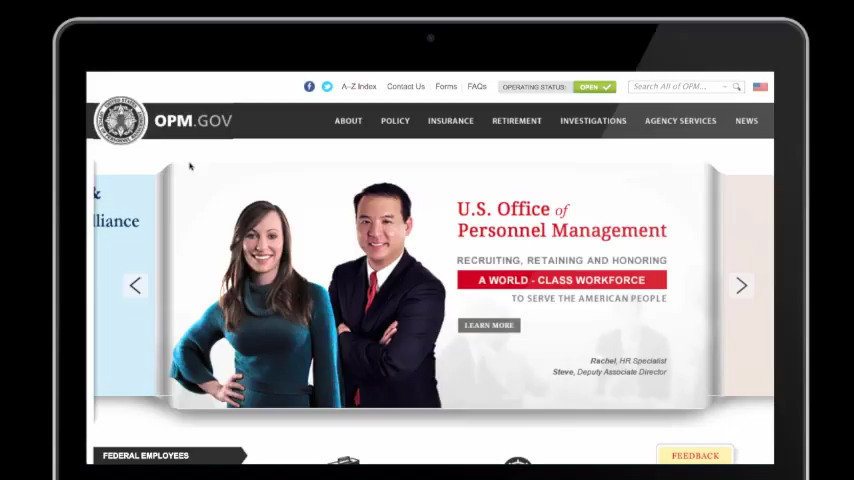 A-Z Index
Contact Us
Forms
FAQs
OPERATING STATUS:
OPEN
Search All of OPM...
OPM.GOV
ABOUT
POLICY
INSURANCE
RETIREMENT
INVESTIGATIONS
AGENCY SERVICES
NEWS
&
lliance
U.S. Office of
Personnel Management
RECRUITING, RETAINING AND HONORING
A WORLD - CLASS WORKFORCE
TO SERVE THE AMERICAN PEOPLE
LEARN MORE
Rachel, HR Specialist
Steve, Deputy Associate Director
FEDERAL EMPLOYEES
FEEDBACK